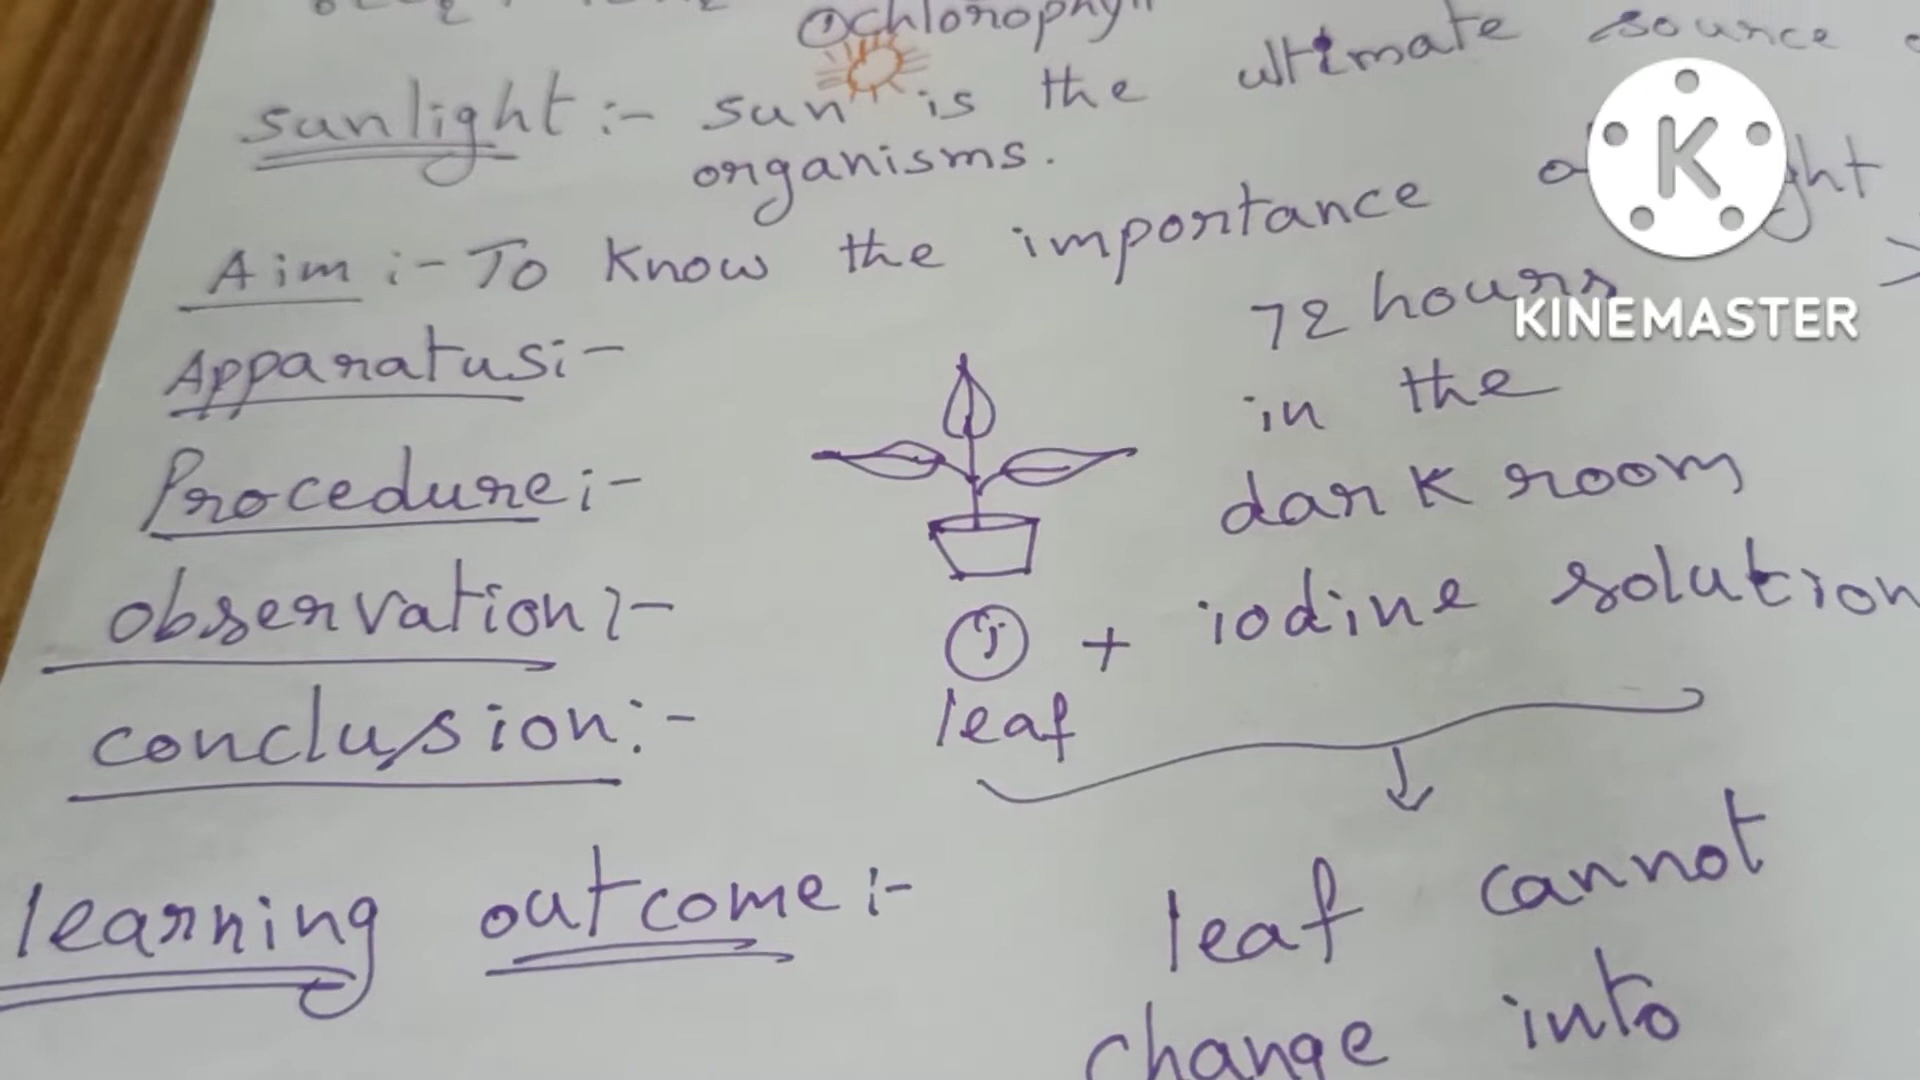 ① chlorophyll
sunlight :- sun is the ultimate source
organisms.
Aim :- To know the importance
72 hours
KINEMASTER
Apparatus :-
in the
Procedure :-
dark room
observation :-
+ iodine solution
leaf
conclusion :-
learning outcome :-
leaf cannot
change into